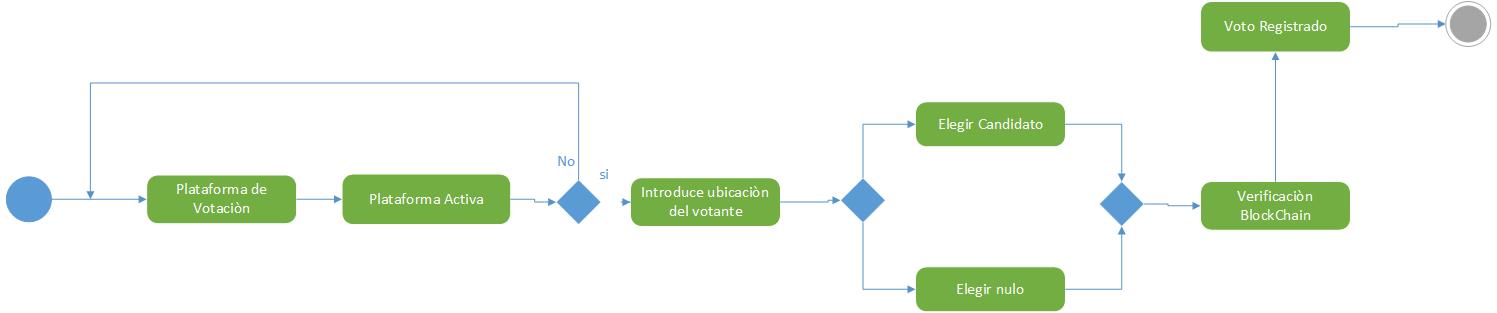 Plataforma de
Votaciòn
Plataforma Activa
No
si
Introduce ubicaciòn
del votante
Elegir Candidato
Elegir nulo
Verificaciòn
BlockChain
Voto Registrado